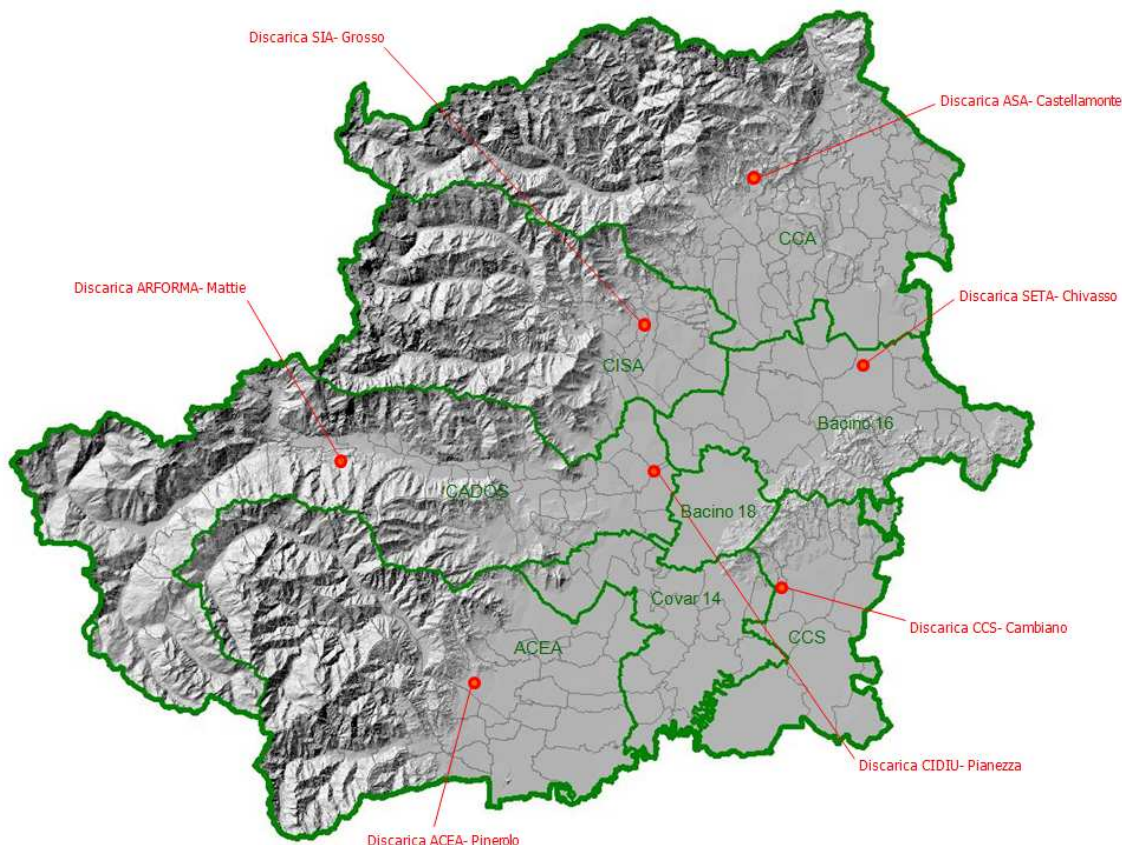 Discarica SIA- Grosso
Discarica ASA- Castellamonte
CCA
Discarica ARFORMA- Mattie
Discarica SETA- Chivasso
CISA
Bacino 16
CADOS
Bacino 18
Covar 14
Discarica CCS- Cambiano
CCS
ACEA
Discarica CIDIU- Pianezza
Discarica ACEA- Pinerolo